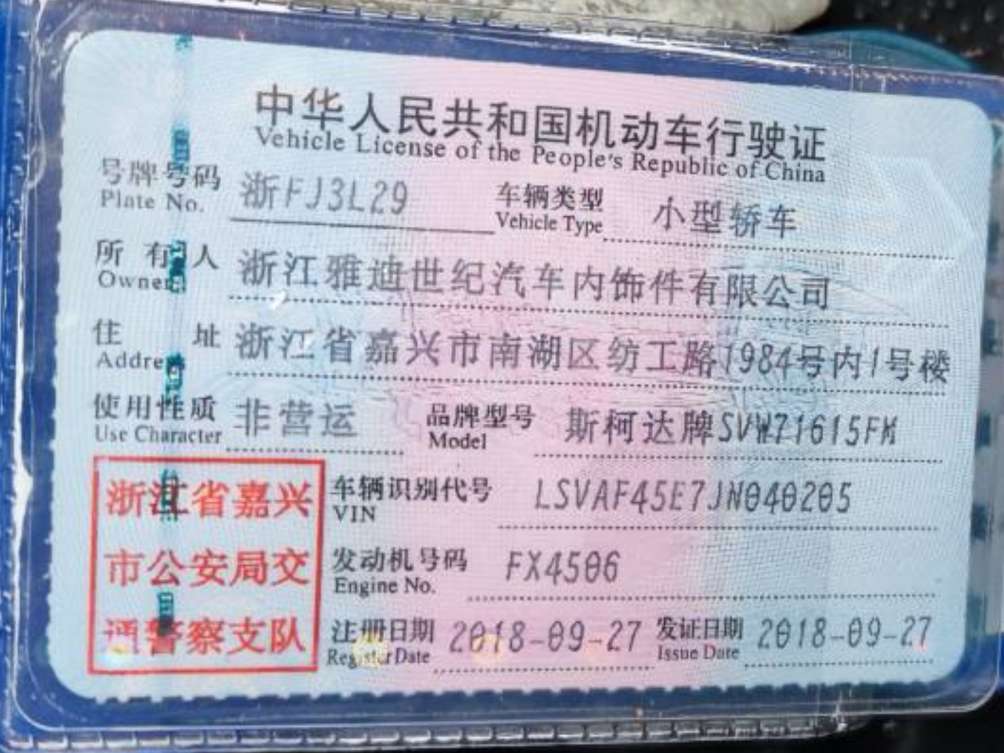 中华人民共和国机动车行驶证
Vehicle License of the People's Republic of China
号牌号码 浙FJ3L29 车辆类型 小型轿车
Plate No. Vehicle Type
所有人 浙江雅迪世纪汽车内饰件有限公司
Owner
住址 浙江省嘉兴市南湖区纺工路1984号内1号楼
Address
使用性质 非营运 品牌型号 斯柯达牌SVW71615FM
Use Character Model
浙江省嘉兴 车辆识别代号 LSVAF45E7JN040205
VIN
市公安局交 发动机号码 FX4506
Engine No.
通警察支队 注册日期 2018-09-27 发证日期 2018-09-27
Register Date Issue Date